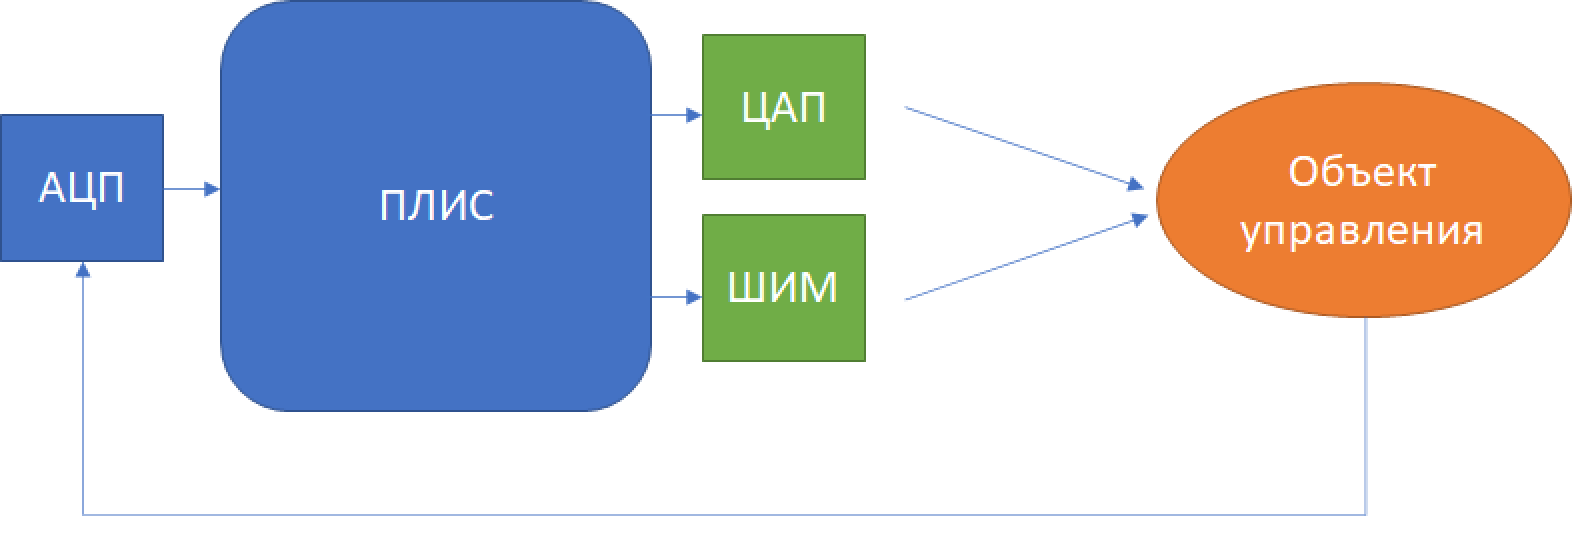 АЦП
ПЛИС
ЦАП
ШИМ
Объект
управления